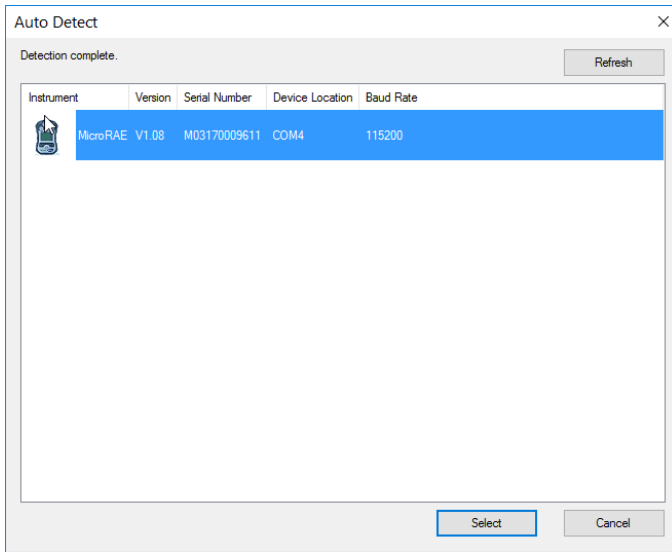 Auto Detect
Detection complete.
Refresh
Instrument Version Serial Number Device Location Baud Rate
MicroRAE V1.08 M03170009611 COM4 115200
Select Cancel